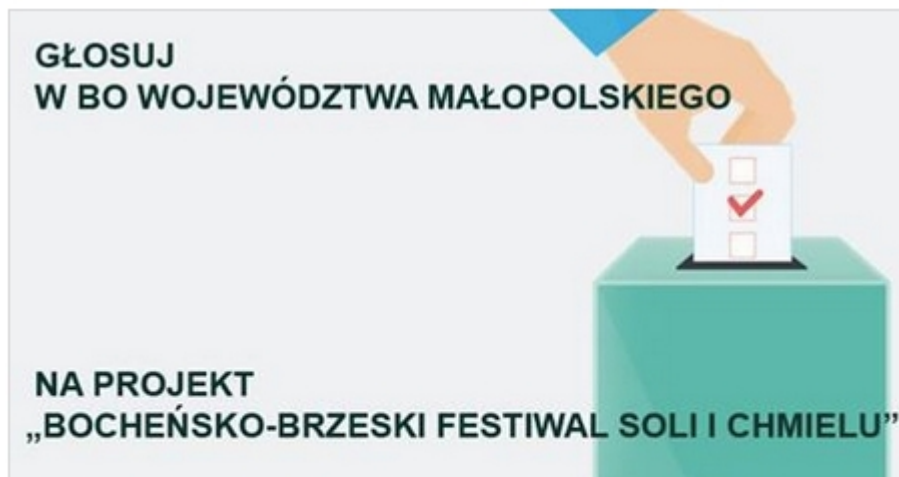 GŁOSUJ
W BO WOJEWÓDZTWA MAŁOPOLSKIEGO
NA PROJEKT
„BOCHEŃSKO-BRZESKI FESTIWAL SOLI I CHMIELU”